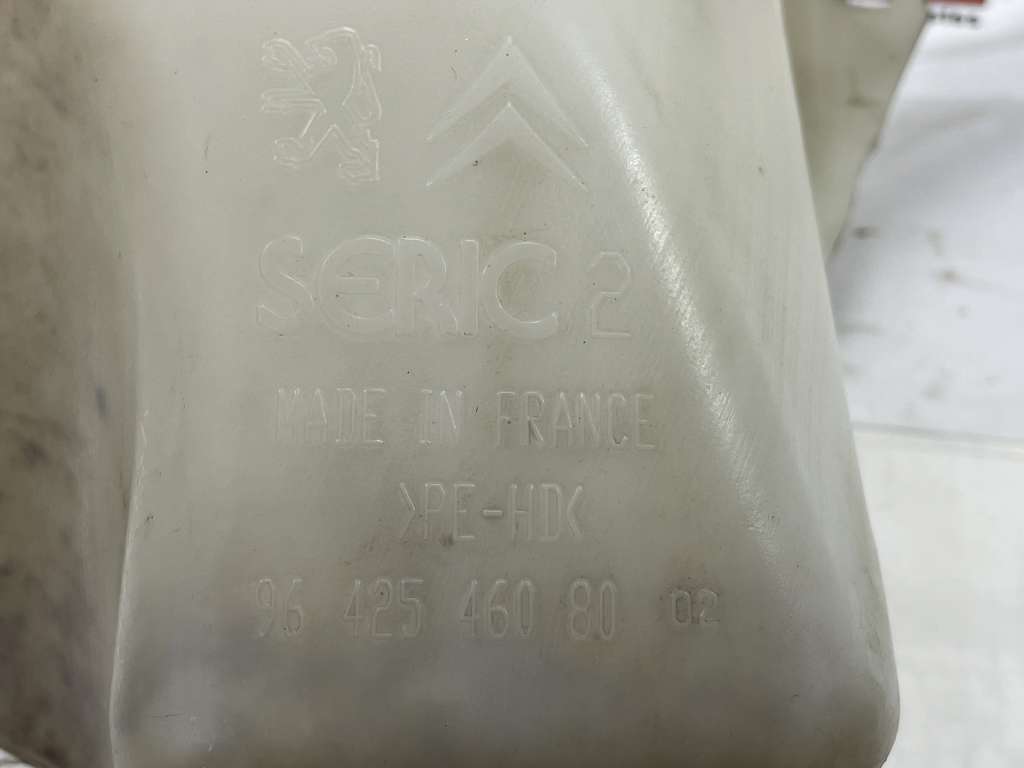 SERIC 2
MADE IN FRANCE
>PE-HD<
96 425 460 80 02